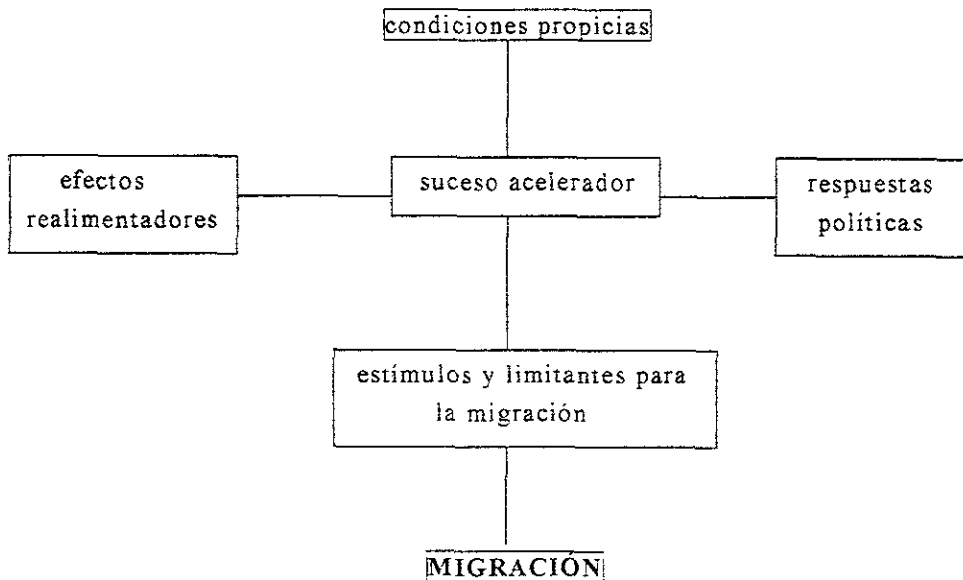 condiciones propicias
efectos
realimentadores
suceso acelerador
respuestas
políticas
estímulos y limitantes para
la migración
MIGRACIÓN